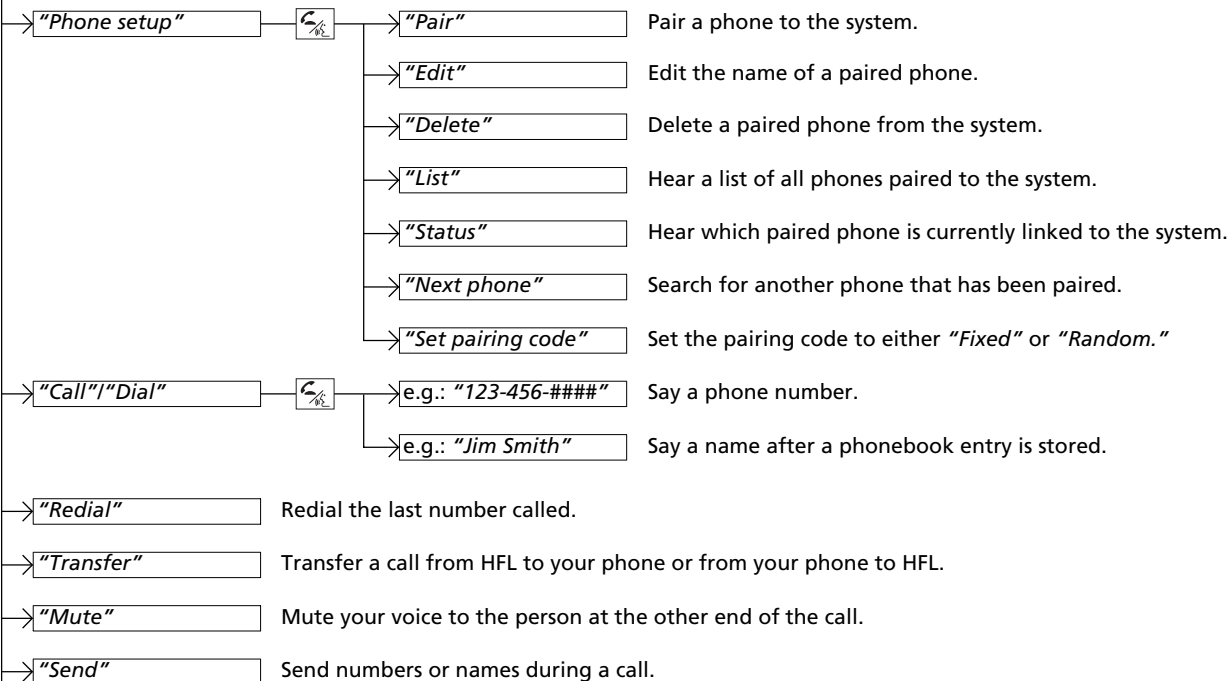 "Phone setup" "Pair" Pair a phone to the system.
"Edit" Edit the name of a paired phone.
"Delete" Delete a paired phone from the system.
"List" Hear a list of all phones paired to the system.
"Status" Hear which paired phone is currently linked to the system.
"Next phone" Search for another phone that has been paired.
"Set pairing code" Set the pairing code to either "Fixed" or "Random."
"Call"/"Dial" e.g.: "123-456-####" Say a phone number.
e.g.: "Jim Smith" Say a name after a phonebook entry is stored.
"Redial" Redial the last number called.
"Transfer" Transfer a call from HFL to your phone or from your phone to HFL.
"Mute" Mute your voice to the person at the other end of the call.
"Send" Send numbers or names during a call.